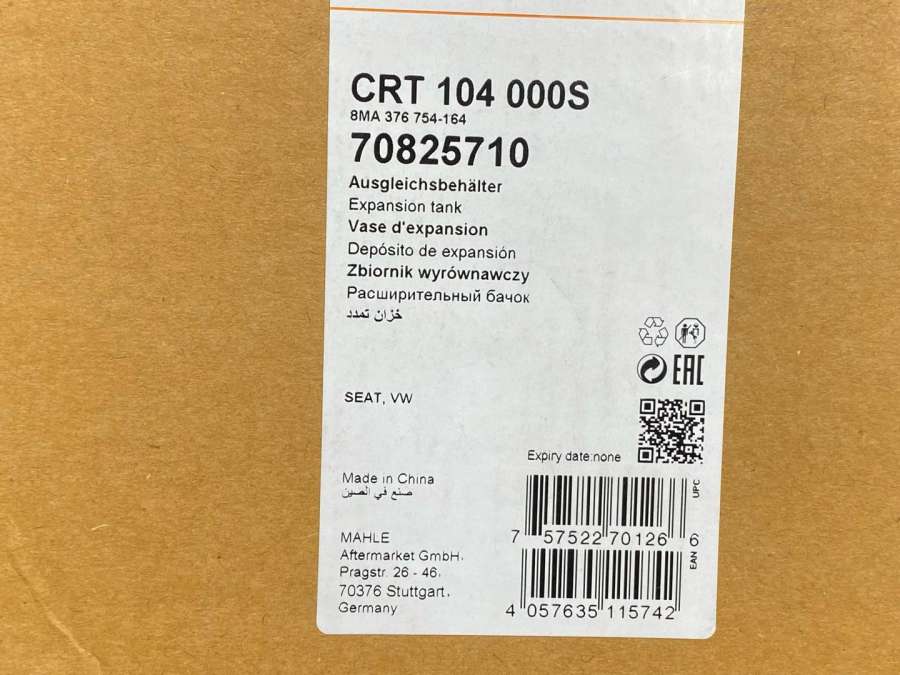 CRT 104 000S
8MA 376 754-164
70825710
Ausgleichsbehälter
Expansion tank
Vase d'expansion
Depósito de expansión
Zbiornik wyrównawczy
Расширительный бачок
خزان تمدد
EAC
SEAT, VW
Expiry date:none
Made in China
صنع في الصين
UPC
7 57522 70126 6
MAHLE
Aftermarket GmbH,
Pragstr. 26 - 46,
70376 Stuttgart,
Germany
EAN
4 057635 115742